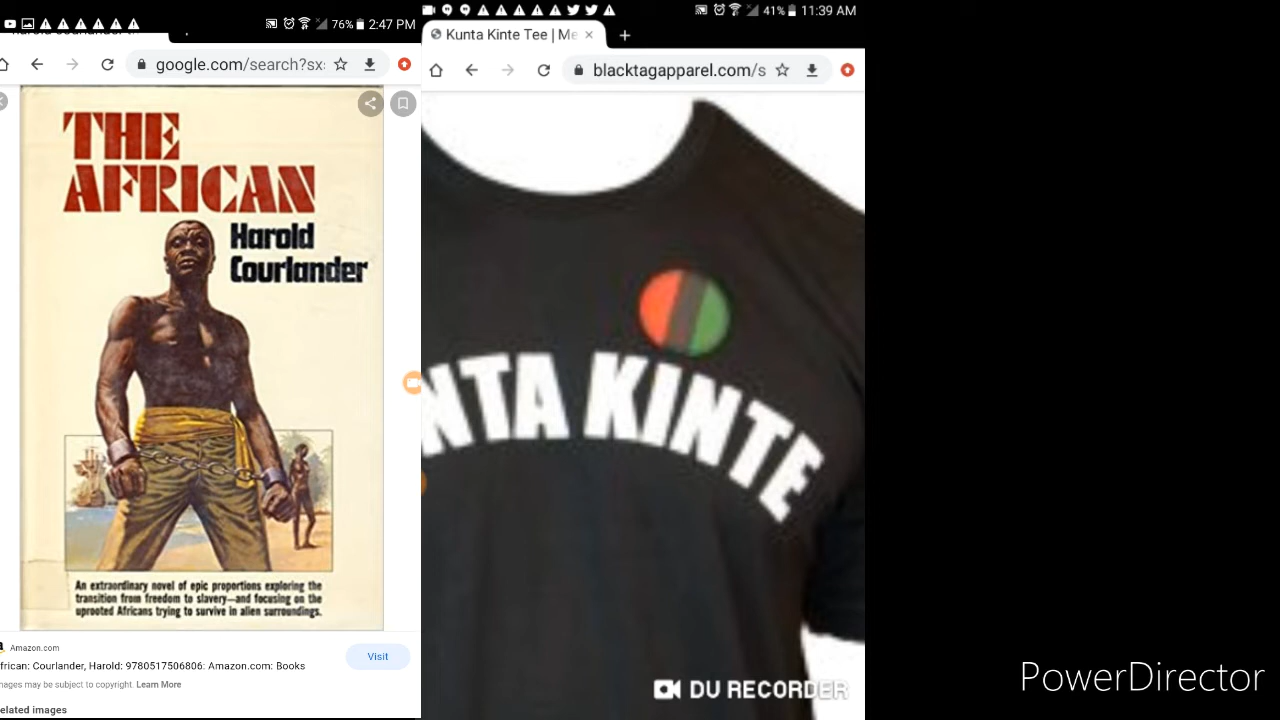 76% 2:47 PM
google.com/search?sx
THE
AFRICAN
Harold
Courlander
An extraordinary novel of epic proportions exploring the
transition from freedom to slavery—and focusing on the
uprooted Africans trying to survive in alien surroundings.
Amazon.com
frican: Courlander, Harold: 9780517506806: Amazon.com: Books
mages may be subject to copyright. Learn More
Visit
elated images
41% 11:39 AM
Kunta Kinte Tee | Me
blacktagapparel.com/s
NTA KINTE
DU RECORDER
PowerDirector